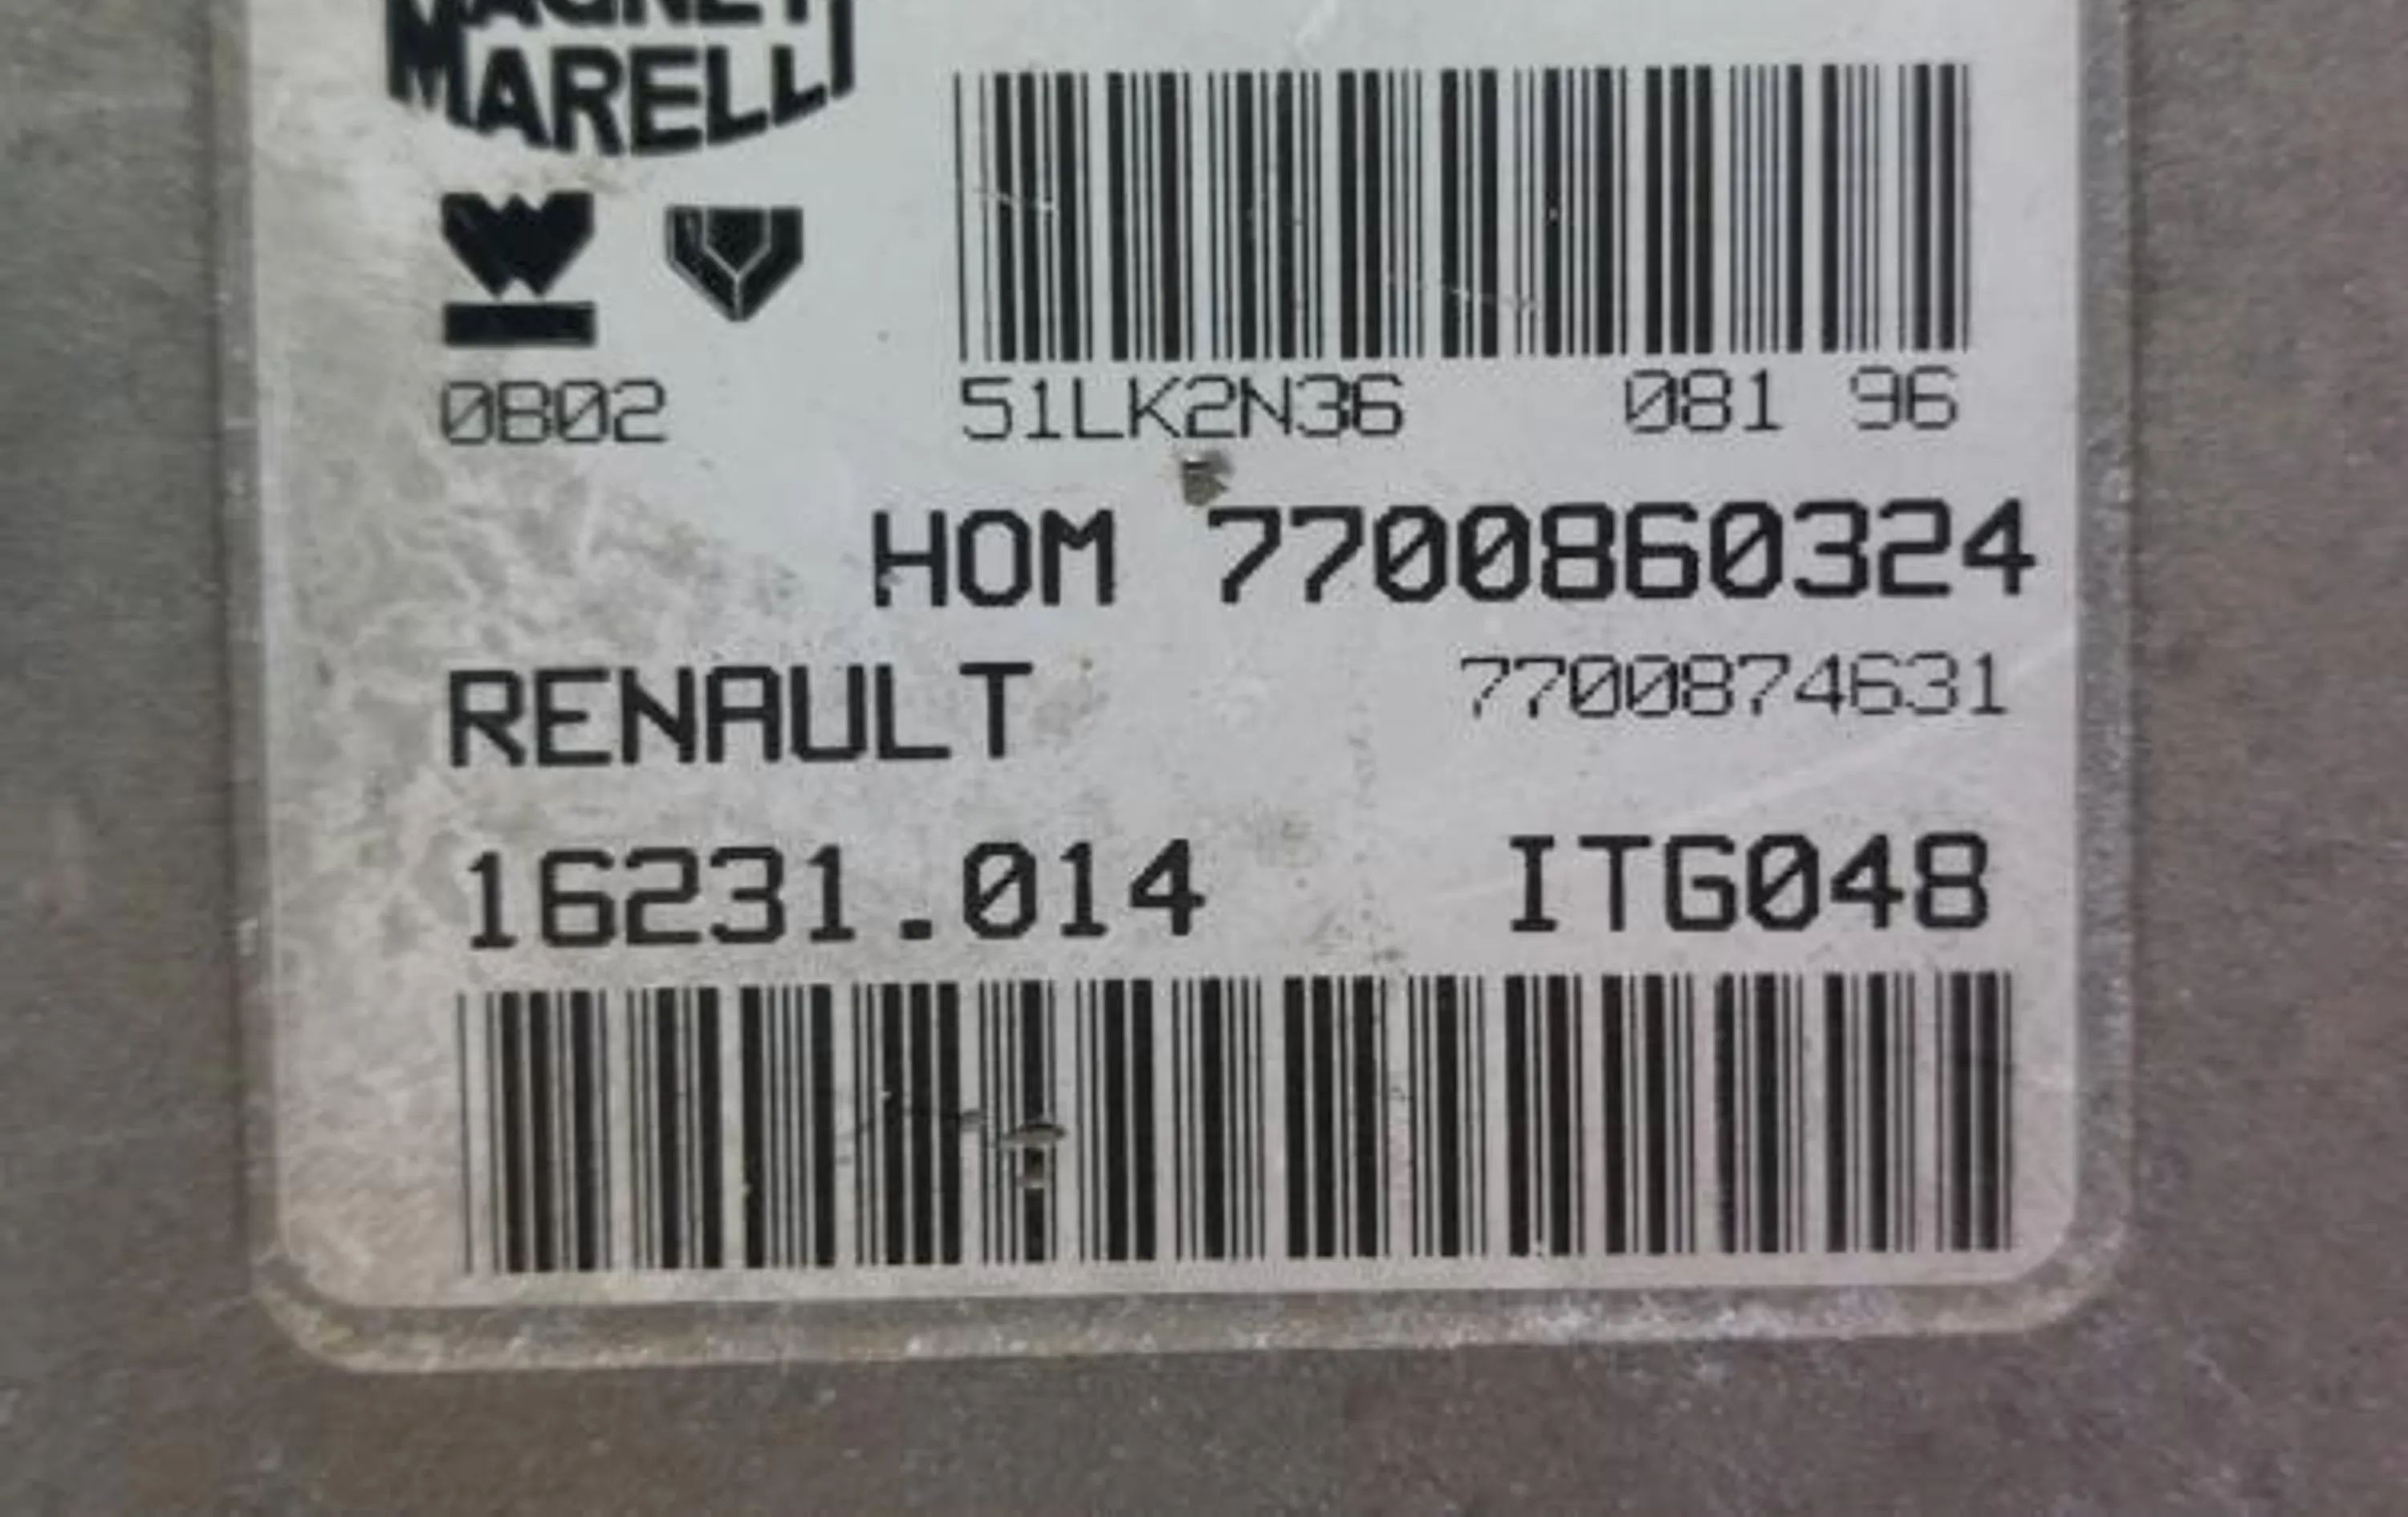 MAGNETI
MARELLI
0B02
51LK2N36 081 96
HOM 7700860324
RENAULT 7700874631
16231.014 ITG048